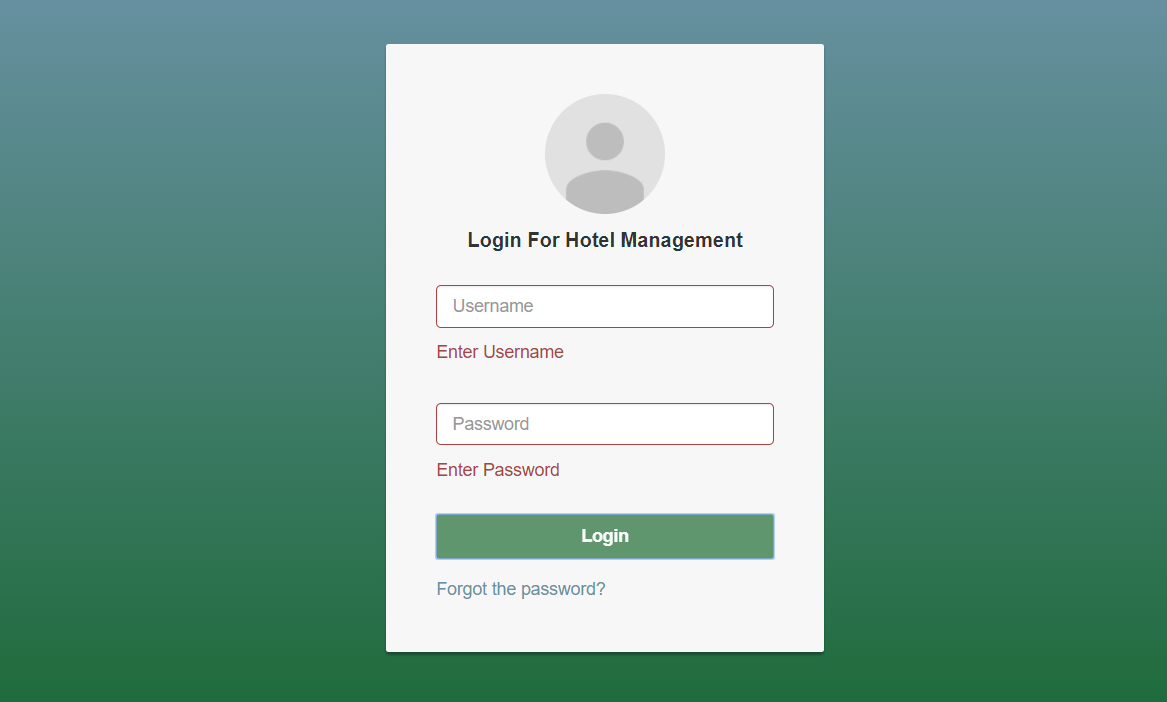 Login For Hotel Management
Username
Enter Username
Password
Enter Password
Login
Forgot the password?